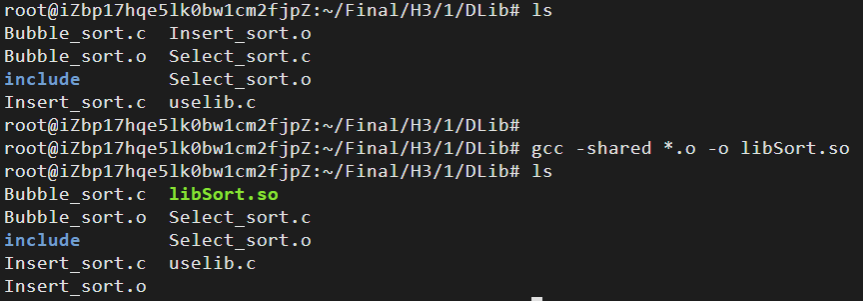 root@iZbp17hqe5lk0bw1cm2fjpZ:~/Final/H3/1/DLib# ls
Bubble_sort.c  Insert_sort.o
Bubble_sort.o  Select_sort.c
include        Select_sort.o
Insert_sort.c  uselib.c
root@iZbp17hqe5lk0bw1cm2fjpZ:~/Final/H3/1/DLib#
root@iZbp17hqe5lk0bw1cm2fjpZ:~/Final/H3/1/DLib# gcc -shared *.o -o libSort.so
root@iZbp17hqe5lk0bw1cm2fjpZ:~/Final/H3/1/DLib# ls
Bubble_sort.c  libSort.so
Bubble_sort.o  Select_sort.c
include        Select_sort.o
Insert_sort.c  uselib.c
Insert_sort.o